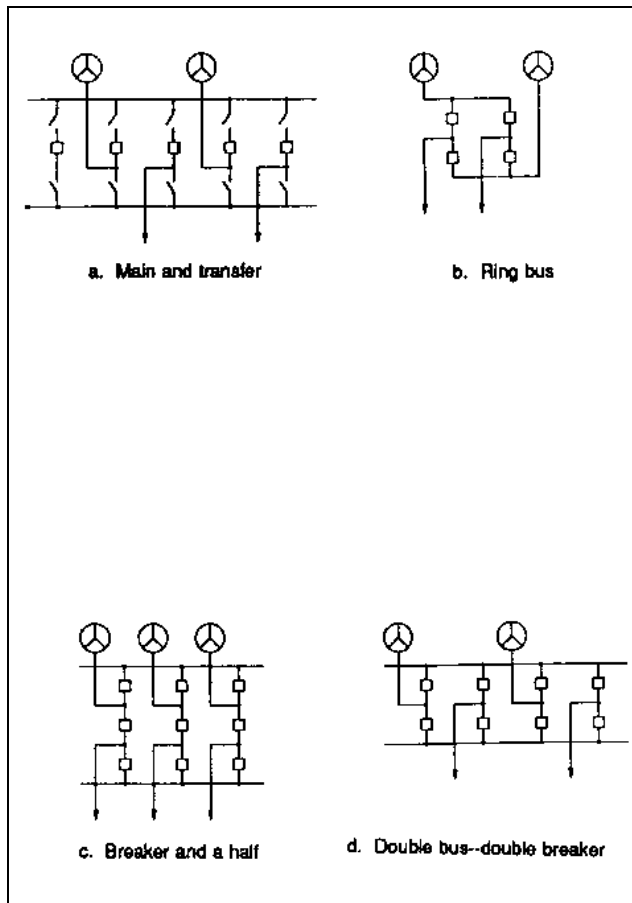 a. Main and transfer
b. Ring bus
c. Breaker and a half
d. Double bus--double breaker